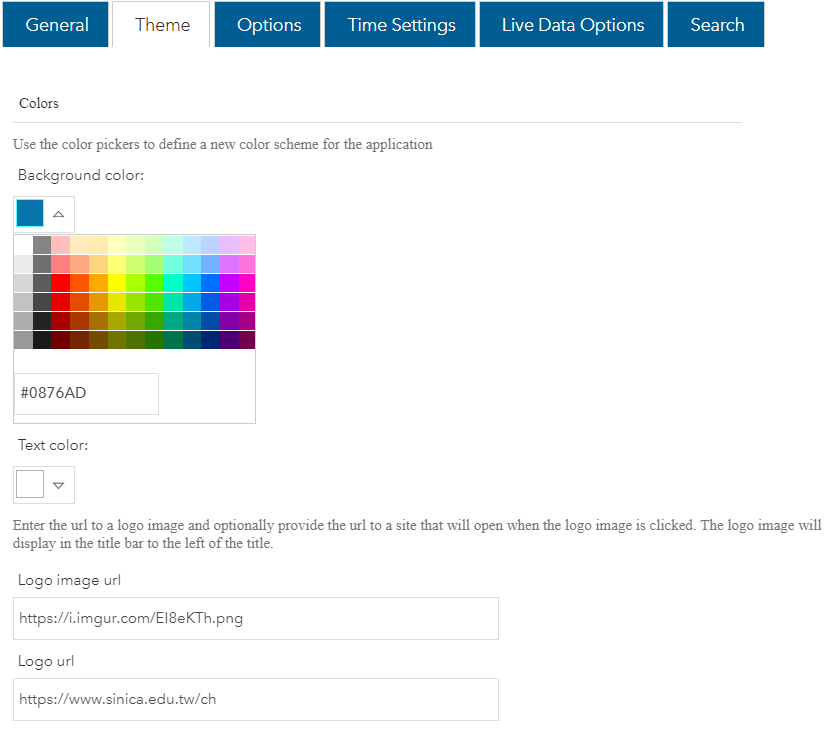 General Theme Options Time Settings Live Data Options Search
Colors
Use the color pickers to define a new color scheme for the application
Background color:
#0876AD
Text color:
Enter the url to a logo image and optionally provide the url to a site that will open when the logo image is clicked. The logo image will
display in the title bar to the left of the title.
Logo image url
https://i.imgur.com/EI8eKTh.png
Logo url
https://www.sinica.edu.tw/ch